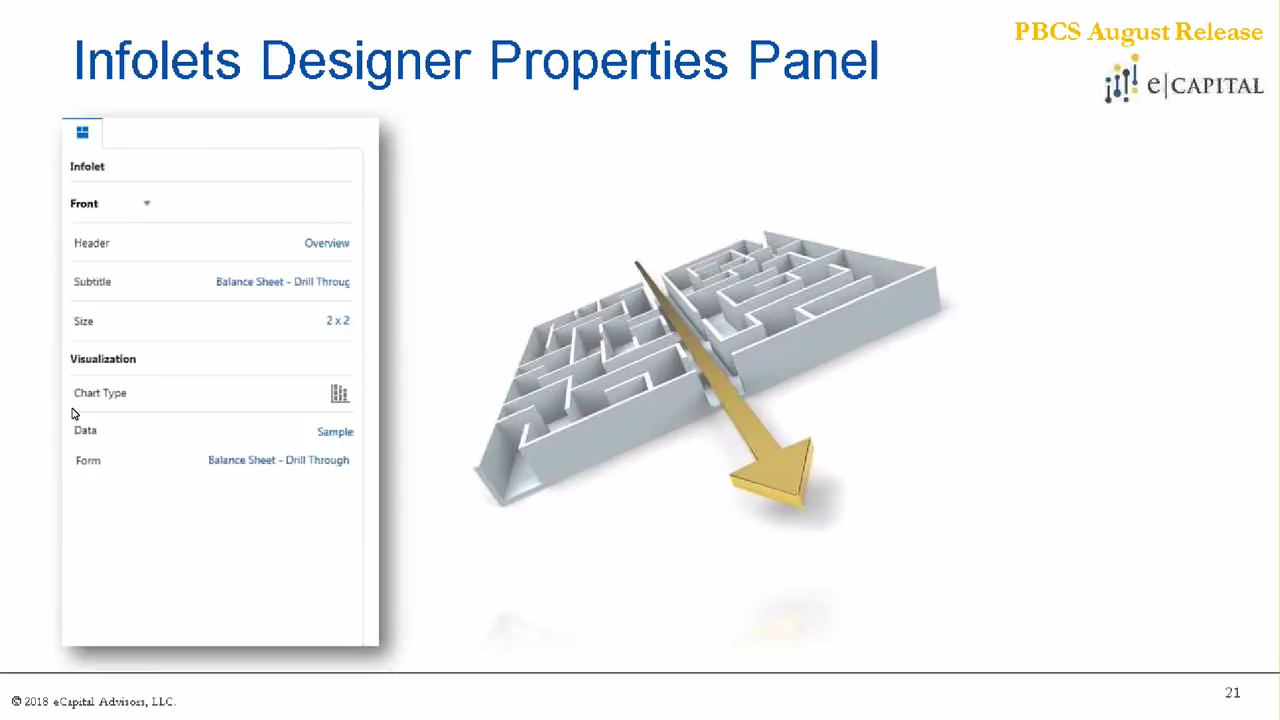 Infolets Designer Properties Panel
PBCS August Release
e|CAPITAL
Infolet
Front
Header Overview
Subtitle Balance Sheet - Drill Throug
Size 2 x 2
Visualization
Chart Type
Data Sample
Form Balance Sheet - Drill Through
© 2018 eCapital Advisors, LLC.
21